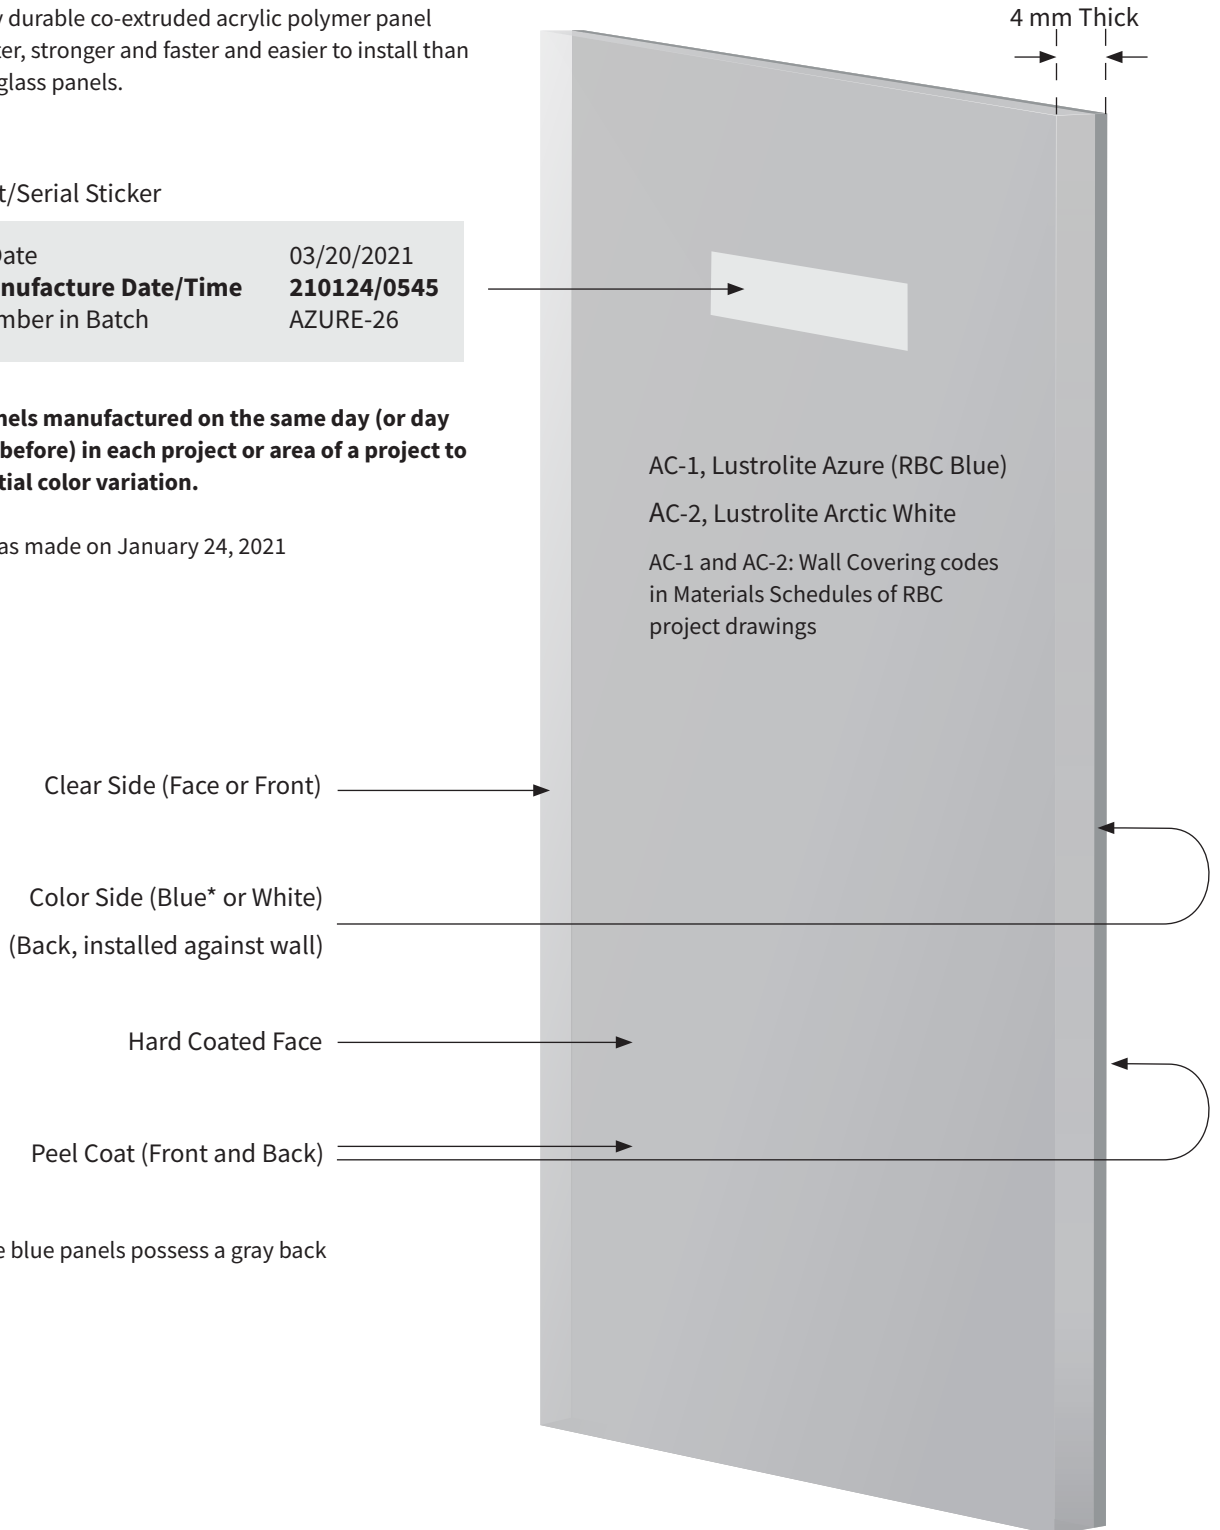 durable co-extruded acrylic polymer panel
stronger and faster and easier to install than
glass panels.
4 mm Thick
t/Serial Sticker
Date 03/20/2021
nufacture Date/Time 210124/0545
mber in Batch AZURE-26
nels manufactured on the same day (or day
before) in each project or area of a project to
tial color variation.
as made on January 24, 2021
AC-1, Lustrolite Azure (RBC Blue)
AC-2, Lustrolite Arctic White
AC-1 and AC-2: Wall Covering codes
in Materials Schedules of RBC
project drawings
Clear Side (Face or Front)
Color Side (Blue* or White)
(Back, installed against wall)
Hard Coated Face
Peel Coat (Front and Back)
e blue panels possess a gray back